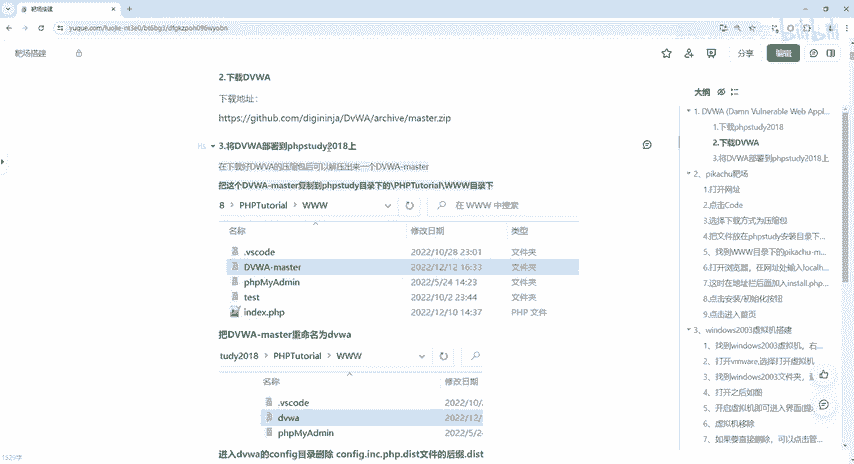 靶场搭建
yuque.com/luojie-nt3e0/bt6bg3/dfgkzpoh096wyobn
靶场搭建
分享
编辑
2.下载DVWA
下载地址：
https://github.com/digininja/DvWA/archive/master.zip
3.将DVWA部署到phpstudy2018上
在下载好DVWA的压缩包后可以解压出来一个DVWA-master
把这个DVWA-master复制到phpstudy目录下的\PHPTutorial\WWW目录下
8 > PHPTutorial > WWW
在 WWW 中搜索
名称 修改日期 类型
.vscode 2022/10/28 23:01 文件夹
DVWA-master 2022/12/12 16:33 文件夹
phpMyAdmin 2022/5/24 14:23 文件夹
test 2022/10/2 23:44 文件夹
index.php 2022/12/10 14:37 PHP 文件
把DVWA-master重命名为dvwa
tudy2018 > PHPTutorial > WWW
名称 修改日期
.vscode 2022/10/
dvwa 2022/12/
phpMyAdmin 2022/5/24
进入dvwa的config目录删除 config.inc.php.dist文件的后缀.dist
大纲
1. DVWA (Damn Vulnerable Web Appl...
1.下载phpstudy2018
2.下载DVWA
3.将DVWA部署到phpstudy2018上
2、pikachu靶场
1.打开网址
2.点击Code
3.选择下载方式为压缩包
4.把文件放在phpstudy安装目录下...
5、找到WWW目录下的pikachu-m...
6.打开浏览器，在网址处输入localh...
7.这时在地址栏后面加入install.php...
8.点击安装/初始化按钮
9.点击进入首页
3、windows2003虚拟机搭建
1、找到windows2003虚拟机，右...
2、打开vmware,选择打开虚拟机
3、找到windows2003文件夹，
4、打开之后如图
5、开启虚拟机即可进入界面
6、虚拟机移除
7、如果要直接删除，可以点击管...
1529字